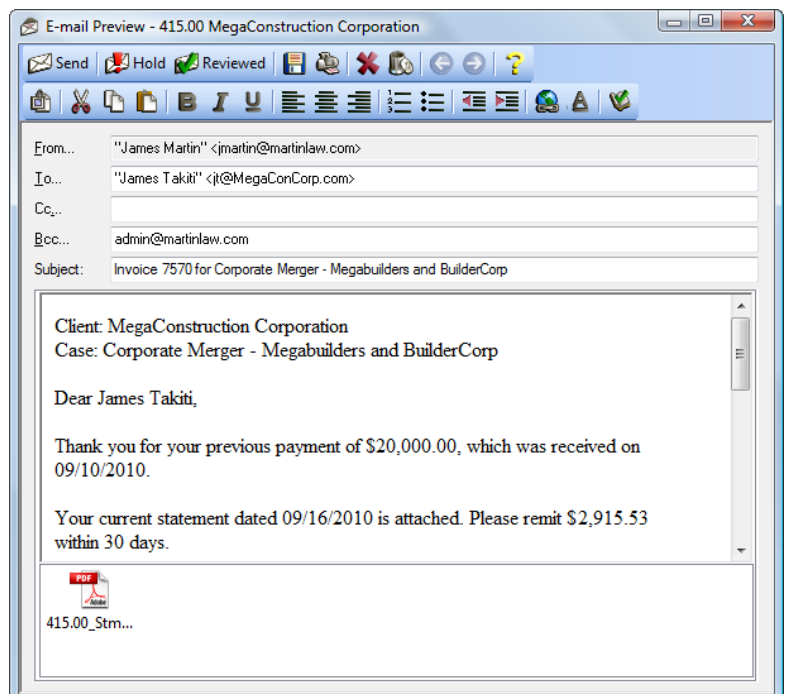 E-mail Preview - 415.00 MegaConstruction Corporation
Send Hold Reviewed
B I U
From... "James Martin" <jmartin@martinlaw.com>
To... "James Takiti" <jt@MegaConCorp.com>
Cc...
Bcc... admin@martinlaw.com
Subject: Invoice 7570 for Corporate Merger - Megabuilders and BuilderCorp
Client: MegaConstruction Corporation
Case: Corporate Merger - Megabuilders and BuilderCorp
Dear James Takiti,
Thank you for your previous payment of $20,000.00, which was received on
09/10/2010.
Your current statement dated 09/16/2010 is attached. Please remit $2,915.53
within 30 days.
PDF
Adobe
415.00_Stm...